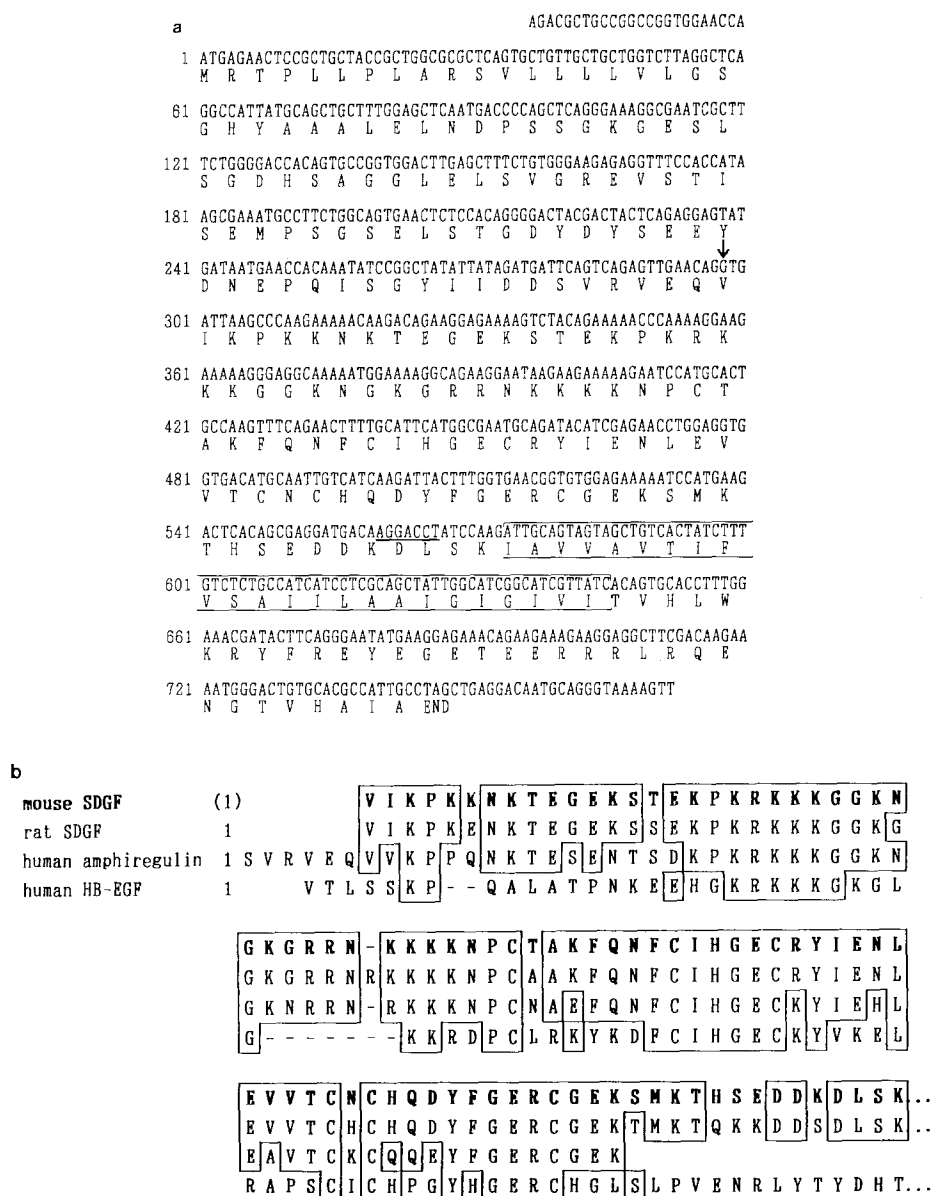 AGACGCTGCCGGCCGGTGGAACCA
a
1 ATGAGAACTCCGCTGCTACCGCTGGCGCGCTCAGTGCTGTTGCTGCTGGTCTTAGGCTCA
M R T P L L P L A R S V L L L L V L G S
61 GGCCATTATGCAGCTGCTTTGGAGCTCAATGACCCCAGCTCAGGGAAAGGCGAATCGCTT
G H Y A A A L E L N D P S S G K G E S L
121 TCTGGGGACCACAGTGCCGGTGGACTTGAGCTTTCTGTGGGAAGAGAGGTTTCCACCATA
S G D H S A G G L E L S V G R E V S T I
181 AGCGAAATGCCTTCTGGCAGTGAACTCTCCACAGGGGACTACGACTACTCAGAGGAGTAT
S E M P S G S E L S T G D Y D Y S E E Y
241 GATAATGAACCACAAATATCCGGCTATATTATAGATGATTCAGTCAGAGTTGAACAGGTG
D N E P Q I S G Y I I D D S V R V E Q V
301 ATTAAGCCCAAGAAAAACAAGACAGAAGGAGAAAAGTCTACAGAAAAACCCAAAAGGAAG
I K P K K N K T E G E K S T E K P K R K
361 AAAAAGGGAGGCAAAAATGGAAAAGGCAGAAGGAATAAGAAGAAAAAGAATCCATGCACT
K K G G K N G K G R R N K K K K N P C T
421 GCCAAGTTTCAGAACTTTTGCATTCATGGCGAATGCAGATACATCGAGAACCTGGAGGTG
A K F Q N F C I H G E C R Y I E N L E V
481 GTGACATGCAATTGTCATCAAGATTACTTTGGTGAACGGTGTGGAGAAAAATCCATGAAG
V T C N C H Q D Y F G E R C G E K S M K
541 ACTCACAGCGAGGATGACAAGGACCTATCCAAGATTGCAGTAGTAGCTGTCACTATCTTT
T H S E D D K D L S K I A V V A V T I F
601 GTCTCTGCCATCATCCTCGCAGCTATTGGCATCGGCATCGTTATCACAGTGCACCTTTGG
V S A I I L A A I G I G I V I T V H L W
661 AAACGATACTTCAGGGAATATGAAGGAGAAACAGAAGAAAGAAGGAGGCTTCGACAAGAA
K R Y F R E Y E G E T E E R R R L R Q E
721 AATGGGACTGTGCACGCCATTGCCTAGCTGAGGACAATGCAGGGTAAAAGTT
N G T V H A I A END
b
mouse SDGF (1) V I K P K K N K T E G E K S T E K P K R K K K G G K N
rat SDGF 1 V I K P K E N K T E G E K S S E K P K R K K K G G K G
human amphiregulin 1 S V R V E Q V V K P P Q N K T E S E N T S D K P K R K K K G G K N
human HB-EGF 1 V T L S S K P - - Q A L A T P N K E E H G K R K K K G K G L
G K G R R N - K K K K N P C T A K F Q N F C I H G E C R Y I E N L
G K G R R N R K K K K N P C A A K F Q N F C I H G E C R Y I E N L
G K N R R N - R K K K N P C N A E F Q N F C I H G E C K Y I E H L
G - - - - - - - K K R D P C L R K Y K D F C I H G E C K Y V K E L
E V V T C N C H Q D Y F G E R C G E K S M K T H S E D D K D L S K ..
E V V T C H C H Q D Y F G E R C G E K T M K T Q K K D D S D L S K ..
E A V T C K C Q Q E Y F G E R C G E K
R A P S C I C H P G Y H G E R C H G L S L P V E N R L Y T Y D H T ...